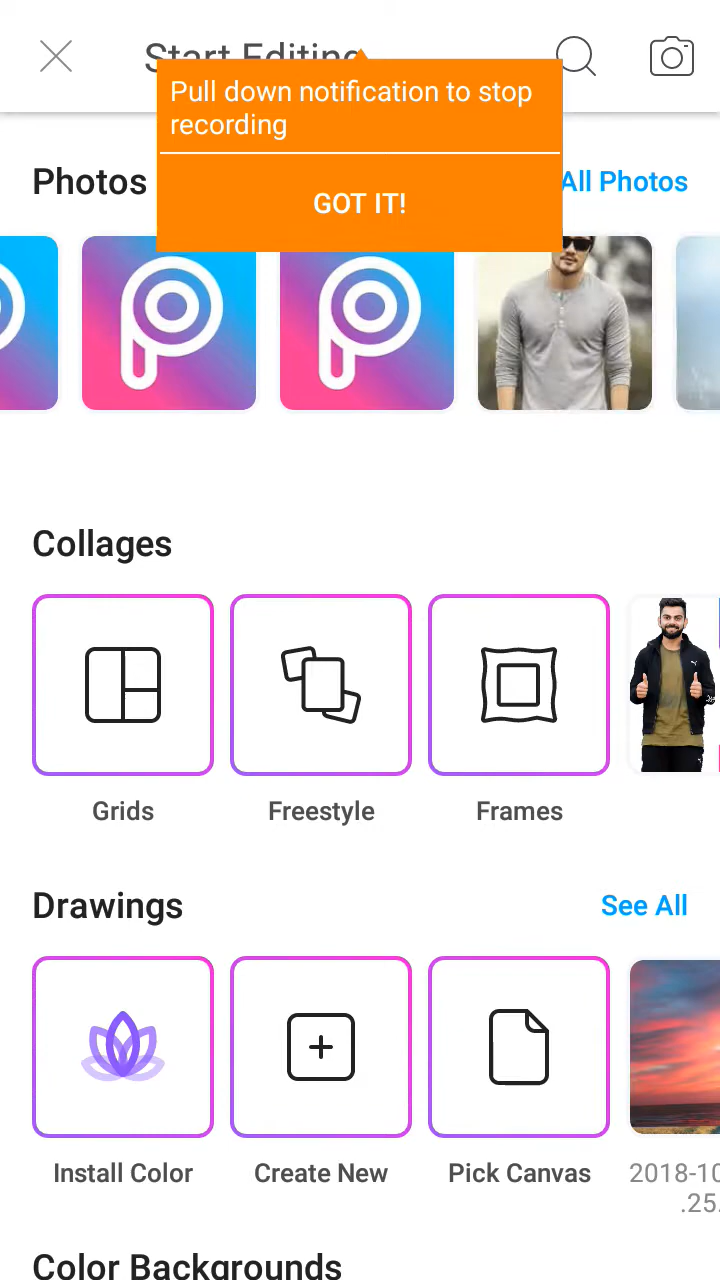 Start Editing
Pull down notification to stop
recording
GOT IT!
Photos
All Photos
Collages
Grids
Freestyle
Frames
Drawings
See All
Install Color
Create New
Pick Canvas
2018-10
.25.
Color Backgrounds